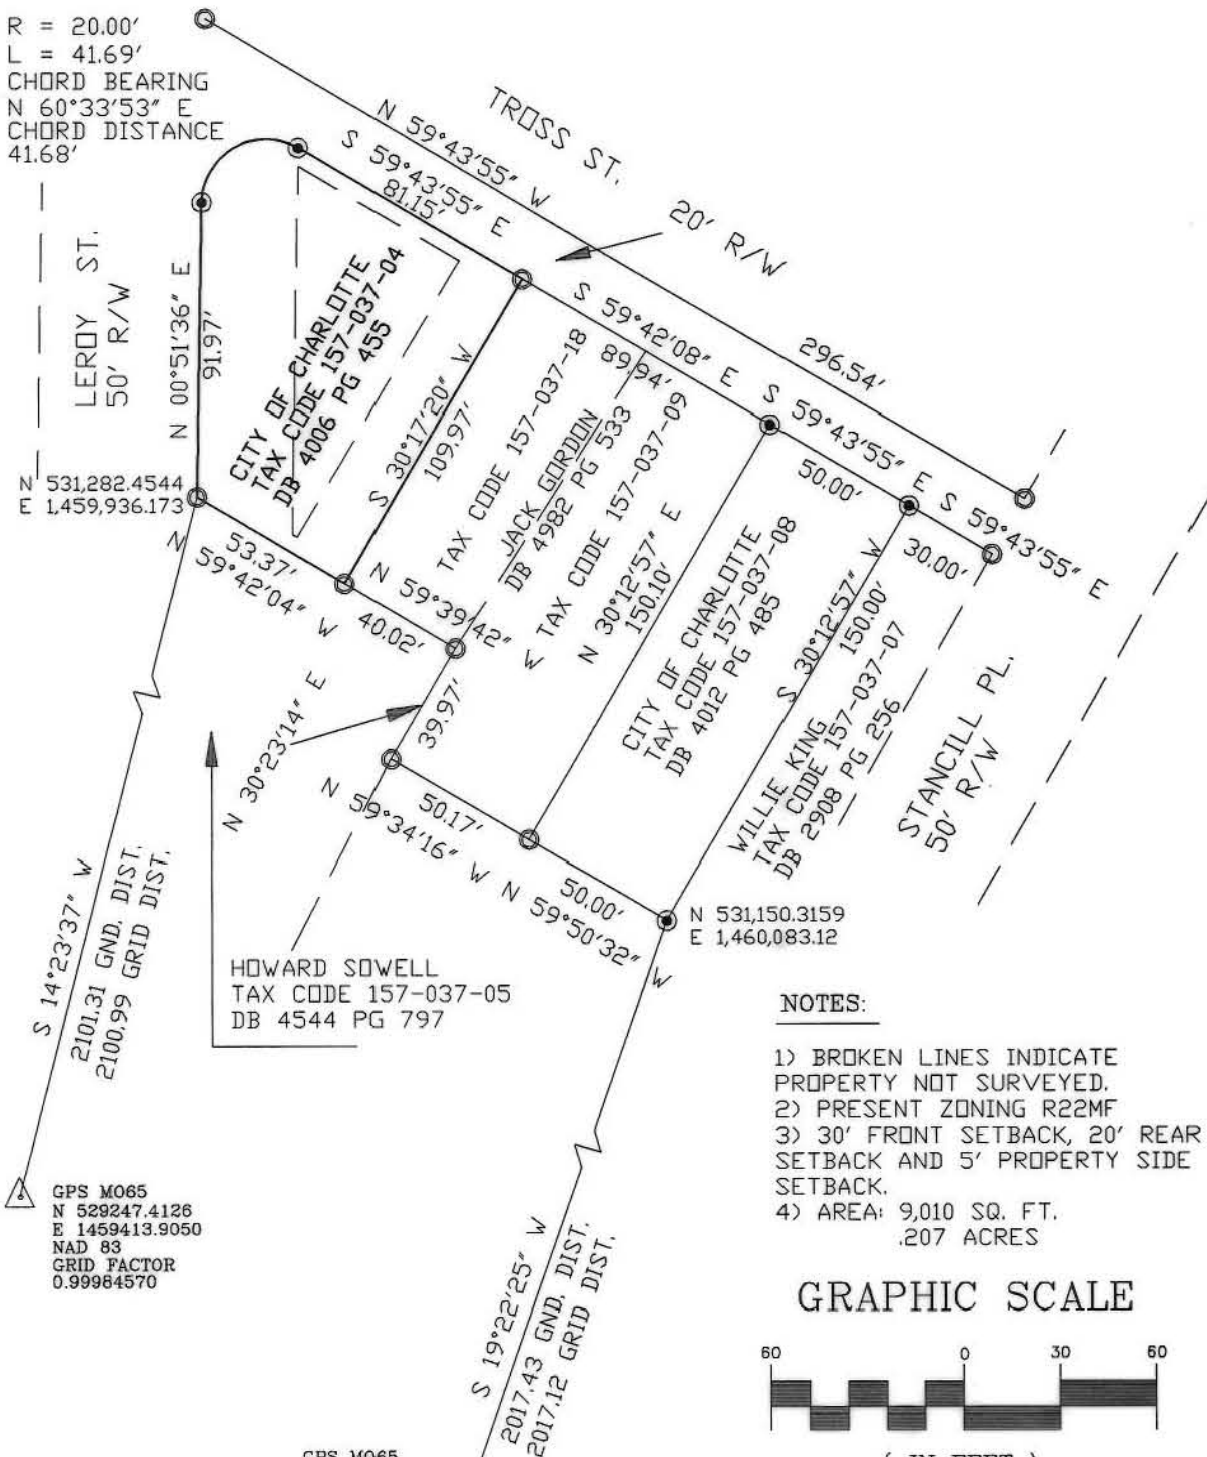 R = 20.00'
L = 41.69'
CHORD BEARING
N 60°33'53" E
CHORD DISTANCE
41.68'
TROSS ST.
N 59°43'55" W
S 59°43'55" E
81.15'
20' R/W
LEROY ST.
50' R/W
N 00°51'36" E
91.97'
CITY OF CHARLOTTE
TAX CODE 157-037-04
DB 4006 PG 455
S 30°17'20" W
109.97'
S 59°42'08" E
89.94'
296.54'
S 59°43'55" E
50.00'
S 59°43'55" E
30.00'
TAX CODE 157-037-18
JACK GORDON
DB 4982 PG 533
TAX CODE 157-037-09
N 30°12'57" E
150.10'
CITY OF CHARLOTTE
TAX CODE 157-037-08
DB 4012 PG 485
S 30°12'57" W
150.00'
WILLIE KING
TAX CODE 157-037-07
DB 2908 PG 256
STANCILL PL.
50' R/W
N 531,282.4544
E 1,459,936.173
53.37'
N 59°42'04" W
N 59°39'42" W
40.02'
N 30°23'14" E
39.97'
50.17'
N 59°34'16" W
50.00'
N 59°50'32" W
N 531,150.3159
E 1,460,083.12
S 14°23'37" W
2101.31 GND. DIST.
2100.99 GRID DIST.
HOWARD SOWELL
TAX CODE 157-037-05
DB 4544 PG 797
NOTES:
1) BROKEN LINES INDICATE
PROPERTY NOT SURVEYED.
2) PRESENT ZONING R22MF
3) 30' FRONT SETBACK, 20' REAR
SETBACK AND 5' PROPERTY SIDE
SETBACK.
4) AREA: 9,010 SQ. FT.
.207 ACRES
GPS MO65
N 529247.4126
E 1459413.9050
NAD 83
GRID FACTOR
0.99984570
S 19°22'25" W
2017.43 GND. DIST.
2017.12 GRID DIST.
GRAPHIC SCALE
60 0 30 60
GPS MO65
( IN FEET )